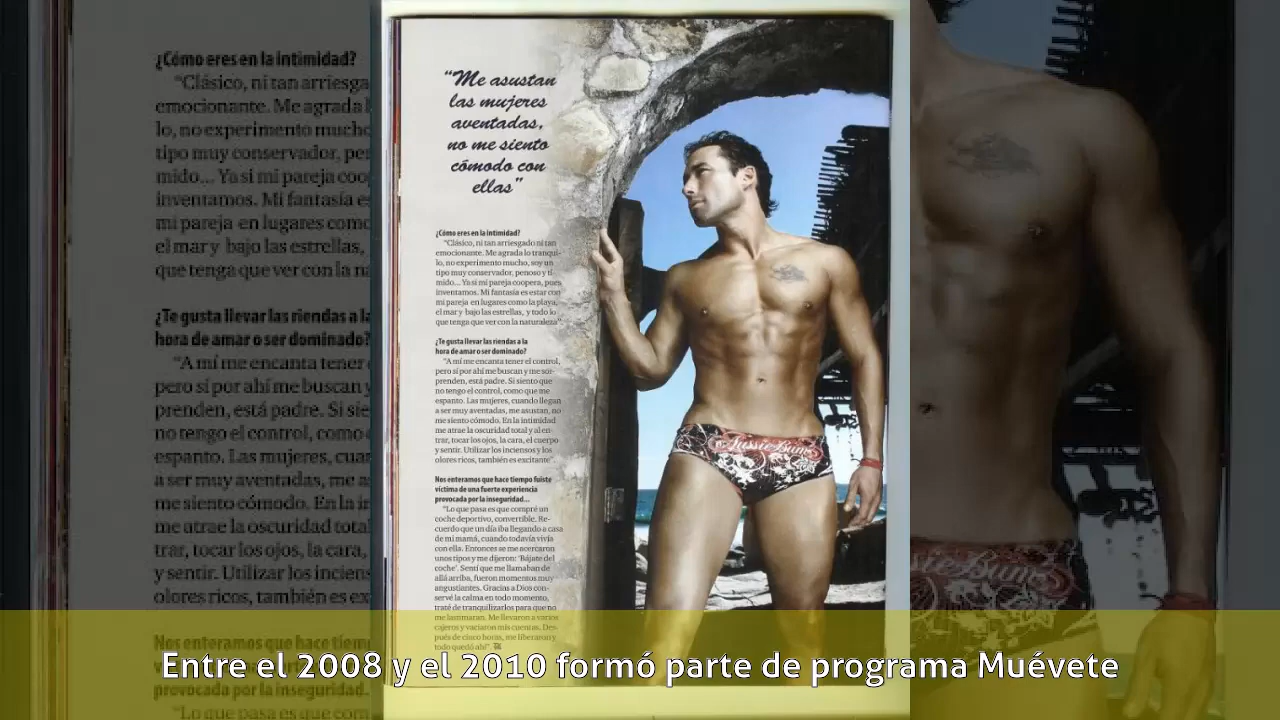 “Me asustan
las mujeres
aventadas,
no me siento
cómodo con
ellas”
¿Cómo eres en la intimidad?
“Clásico, ni tan arriesgado ni tan
emocionante. Me agrada lo tranqui-
lo, no experimento mucho, soy un
tipo muy conservador, penoso y tí
mido... Ya si mi pareja coopera, pues
inventamos. Mi fantasía es estar con
mi pareja en lugares como la playa,
el mar y bajo las estrellas, y todo lo
que tenga que ver con la naturaleza”
¿Te gusta llevar las riendas a la
hora de amar o ser dominado?
“A mí me encanta tener el control,
pero sí por ahí me buscan y me sor-
prenden, está padre. Si siento que
no tengo el control, como que me
espanto. Las mujeres, cuando llegan
a ser muy aventadas, me asustan, no
me siento cómodo. En la intimidad
me atrae la oscuridad total y al en-
trar, tocar los ojos, la cara, el cuerpo
y sentir. Utilizar los inciensos y los
olores ricos, también es excitante”.
Nos enteramos que hace tiempo fuiste
víctima de una fuerte experiencia
provocada por la inseguridad...
“Lo que pasa es que compré un
coche deportivo, convertible. Re-
cuerdo que un día iba llegando a casa
de mi mamá, cuando todavía vivía
con ella. Entonces se me acercaron
unos tipos y me dijeron: ‘Bájate del
coche’. Sentí que me llamaban de
allá arriba, fueron momentos muy
angustiantes. Gracias a Dios con-
servé la calma en todo momento,
traté de tranquilizarlos para que no
me lammaran. Me llevaron a varios
cajeros y vaciaron mis cuentas. Des-
pués de cinco horas, me liberaron y
todo quedó ahí”.
Aussie Bum
Entre el 2008 y el 2010 formó parte de programa Muévete